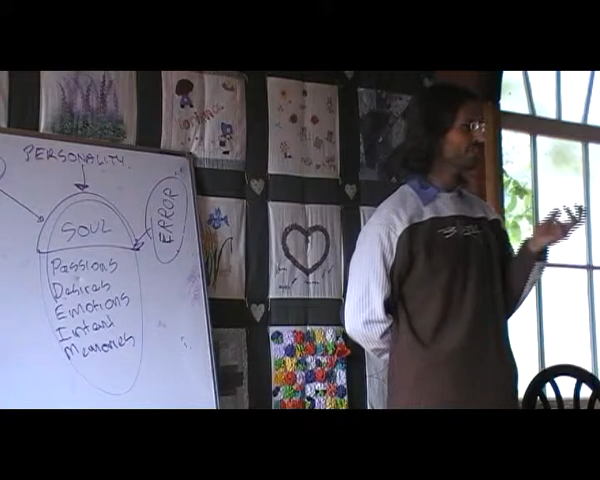 PERSONALITY
SOUL
ERROR
Passions
Desires
Emotions
Intent
Memories